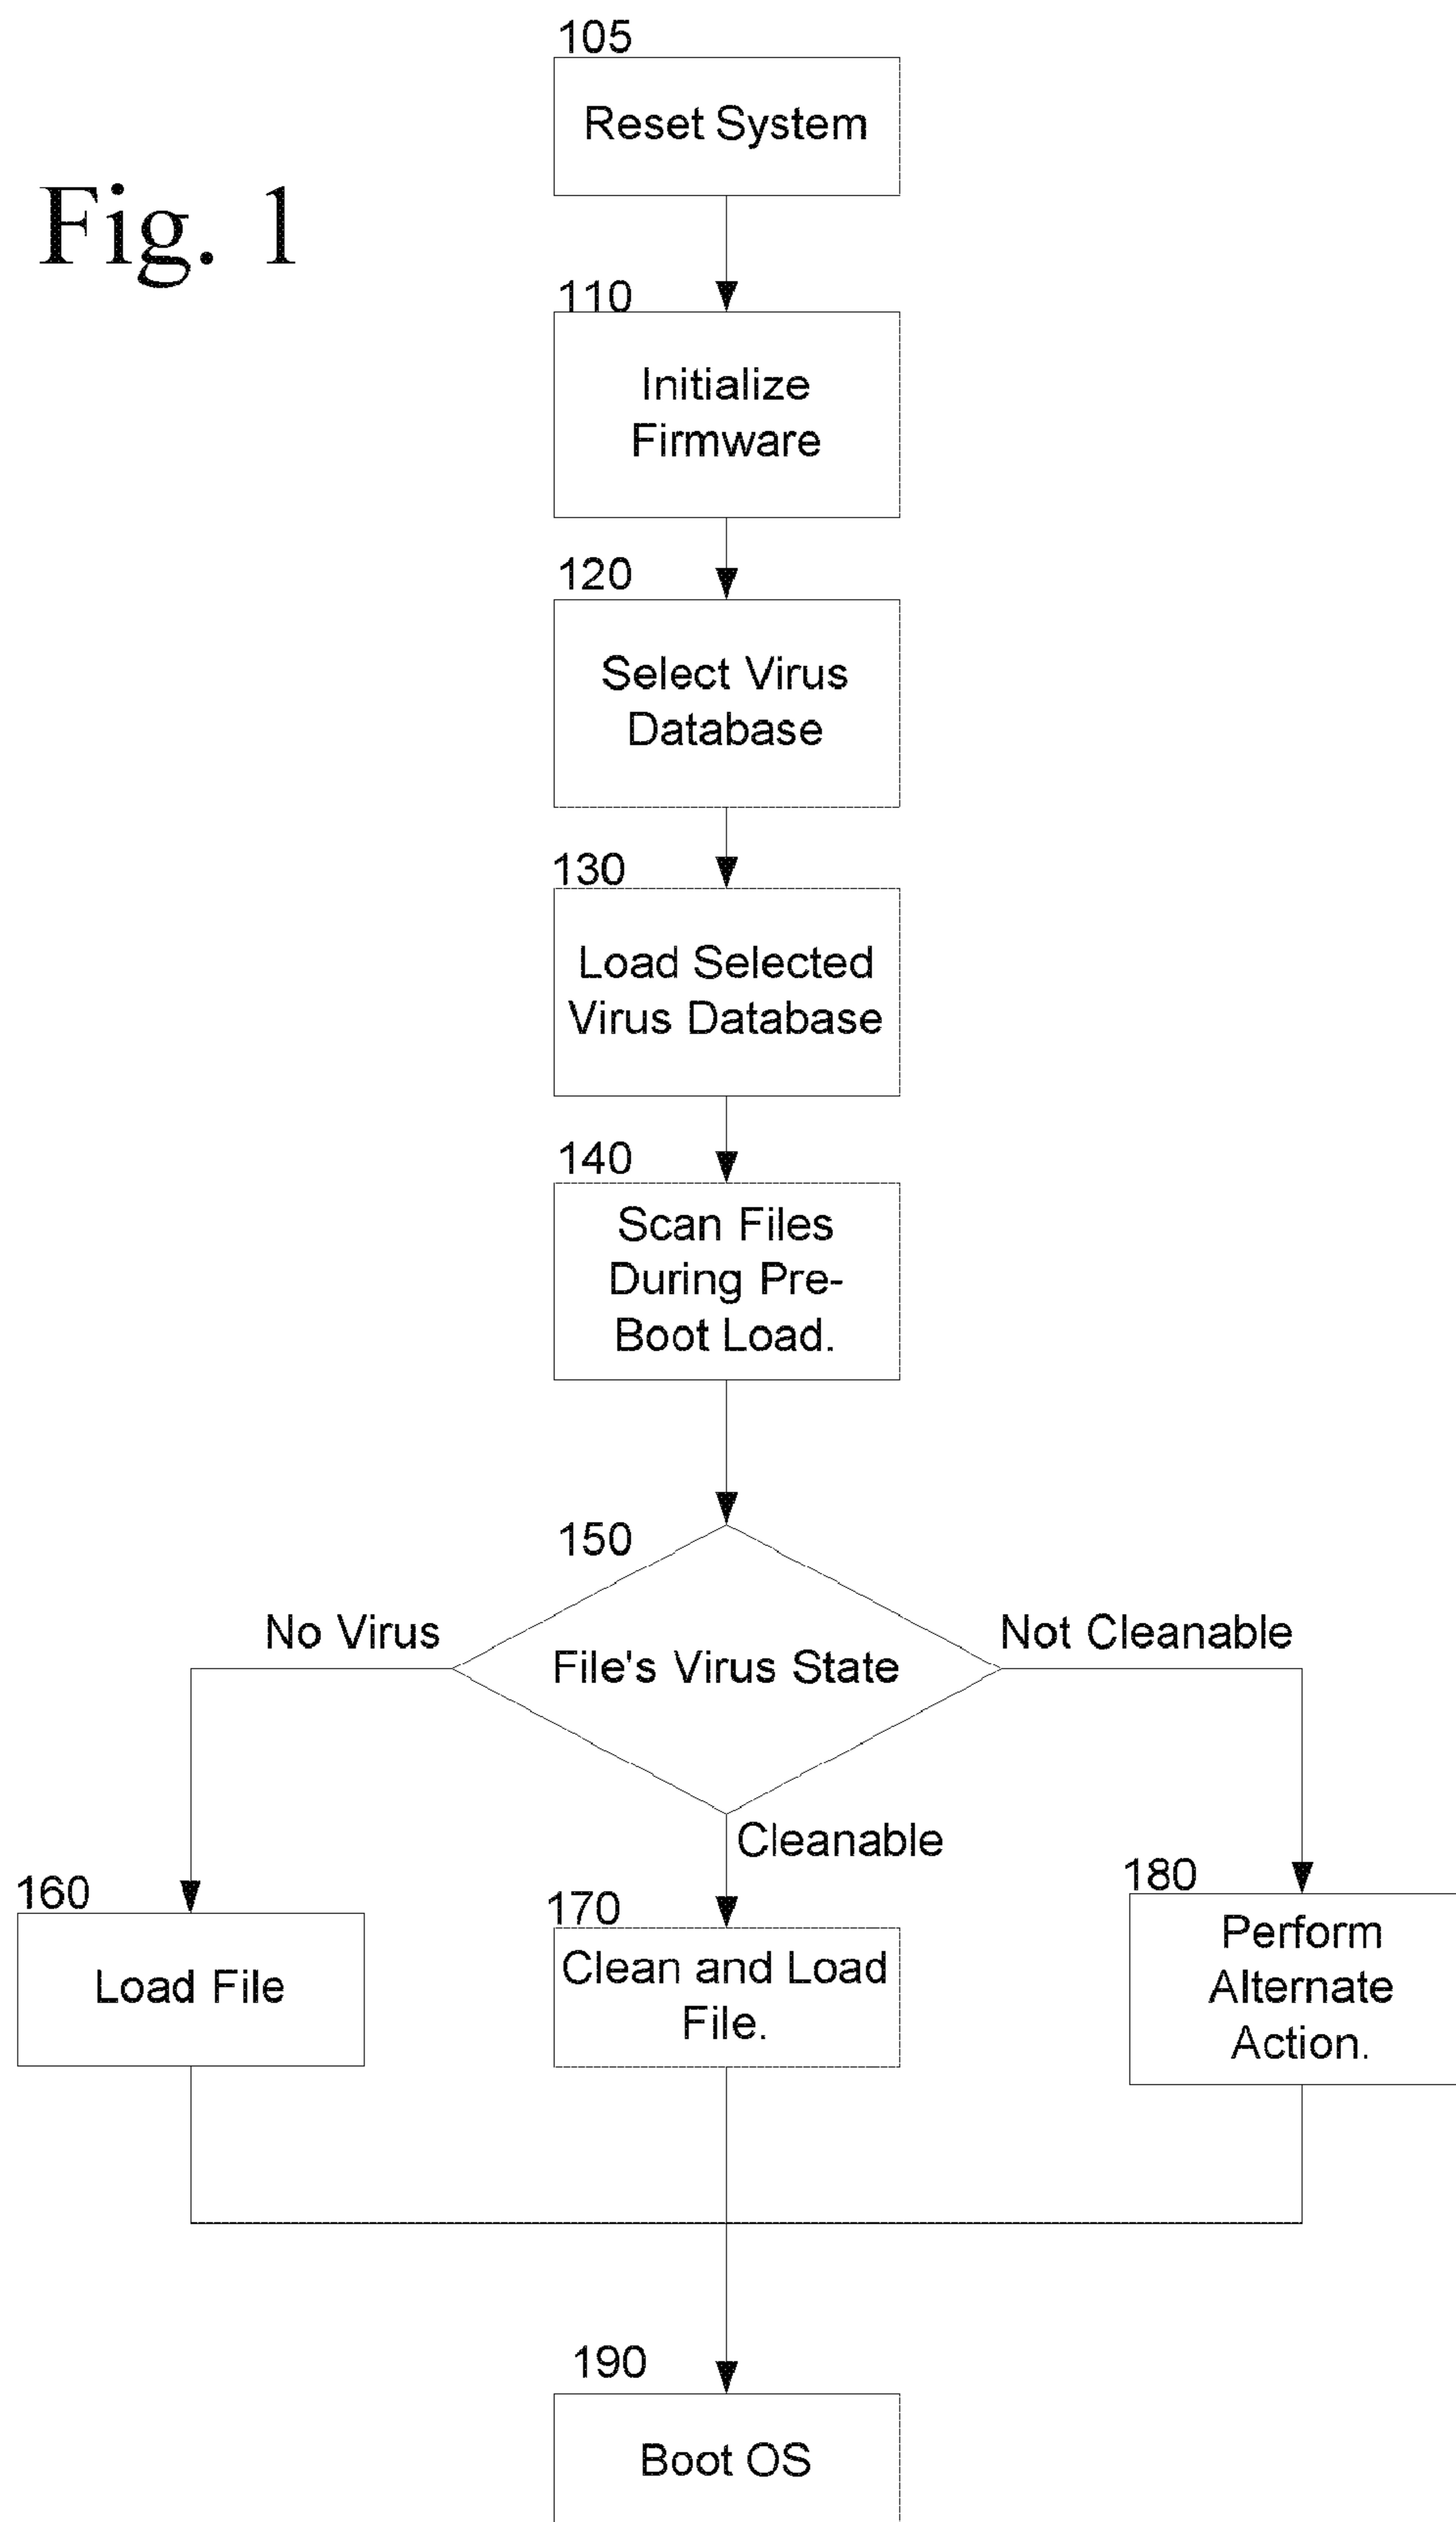 105
Reset System
Fig. 1
110
Initialize
Firmware
120
Select Virus
Database
130
Load Selected
Virus Database
140
Scan Files
During Pre-
Boot Load.
150
No Virus
Not Cleanable
File's Virus State
Cleanable
160
Load File
170
Clean and Load
File.
180
Perform
Alternate
Action.
190
Boot OS